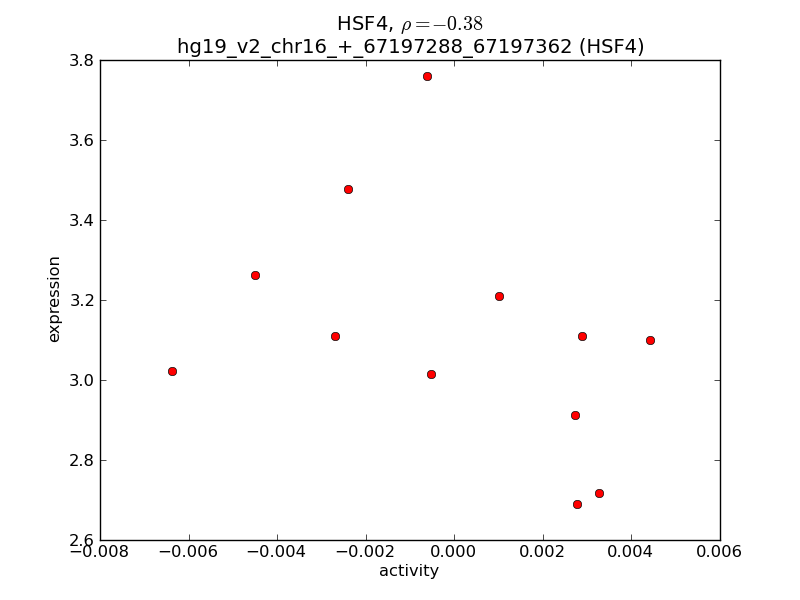 HSF4, ρ = −0.38
hg19_v2_chr16_+_67197288_67197362 (HSF4)
3.8
3.6
3.4
3.2
3.0
2.8
2.6
expression
−0.008 −0.006 −0.004 −0.002 0.000 0.002 0.004 0.006
activity